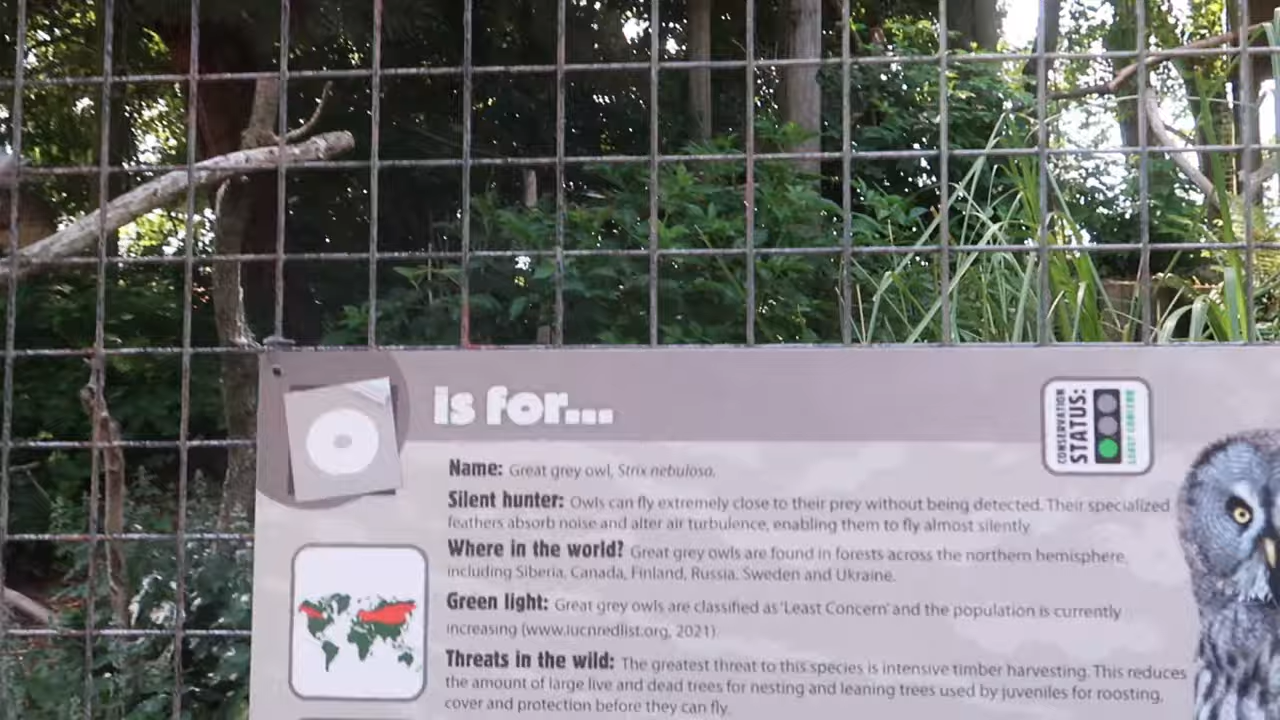 is for...
CONSERVATION
STATUS:
LEAST CONCERN
Name: Great grey owl, Strix nebulosa.
Silent hunter: Owls can fly extremely close to their prey without being detected. Their specialized
feathers absorb noise and alter air turbulence, enabling them to fly almost silently
Where in the world? Great grey owls are found in forests across the northern hemisphere
including Siberia, Canada, Finland, Russia, Sweden and Ukraine.
Green light: Great grey owls are classified as 'Least Concern' and the population is currently
increasing (www.iucnredlist.org, 2021)
Threats in the wild: The greatest threat to this species is intensive timber harvesting. This reduces
the amount of large live and dead trees for nesting and leaning trees used by juveniles for roosting,
cover and protection before they can fly.